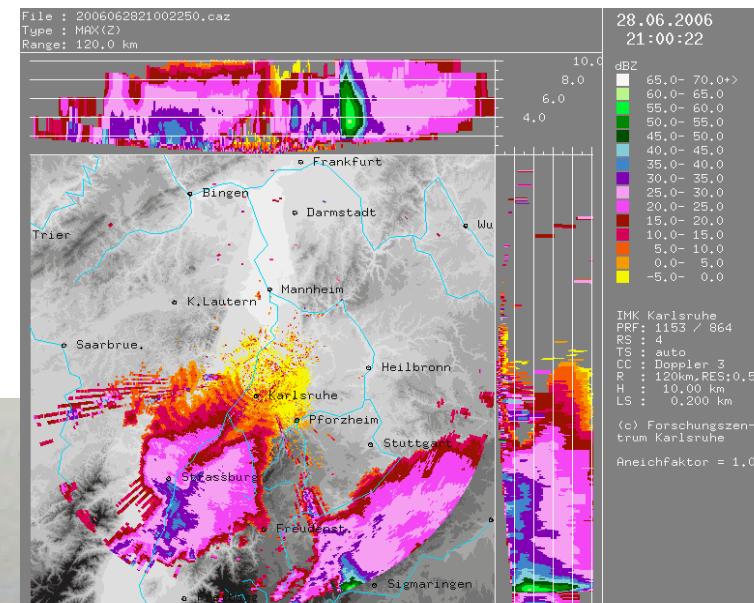 File : 2006062821002250.caz
Type : MAX(Z)
Range: 120.0 km
28.06.2006
21:00:22
10.0
8.0
6.0
4.0
dBZ
65.0- 70.0+>
60.0- 65.0
55.0- 60.0
50.0- 55.0
45.0- 50.0
40.0- 45.0
35.0- 40.0
30.0- 35.0
25.0- 30.0
20.0- 25.0
15.0- 20.0
10.0- 15.0
5.0- 10.0
0.0- 5.0
-5.0- 0.0
Frankfurt
Bingen
Darmstadt
Wu
Trier
Mannheim
K.Lautern
Saarbrue.
Heilbronn
Karlsruhe
Pforzheim
Stuttgart
Strassburg
Freudenst.
Sigmaringen
IMK Karlsruhe
PRF: 1153 / 864
RS : 4
TS : auto
CC : Doppler 3
R : 120km,RES:0.5
H : 10.00 km
LS : 0.200 km
(c) Forschungszen-
trum Karlsruhe
Aneichfaktor = 1.0